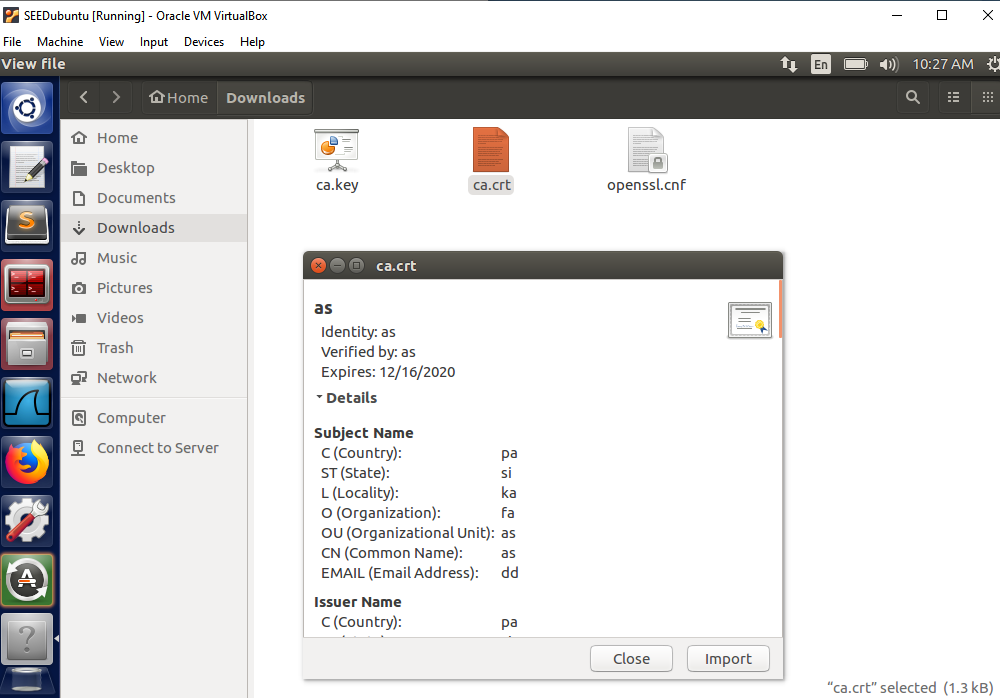 SEEDubuntu [Running] - Oracle VM VirtualBox
File Machine View Input Devices Help
View file
En
10:27 AM
Home
Downloads
Home
Desktop
Documents
Downloads
Music
Pictures
Videos
Trash
Network
Computer
Connect to Server
ca.key
ca.crt
openssl.cnf
ca.crt
as
Identity: as
Verified by: as
Expires: 12/16/2020
Details
Subject Name
C (Country): pa
ST (State): si
L (Locality): ka
O (Organization): fa
OU (Organizational Unit): as
CN (Common Name): as
EMAIL (Email Address): dd
Issuer Name
C (Country): pa
Close
Import
"ca.crt" selected (1.3 kB)